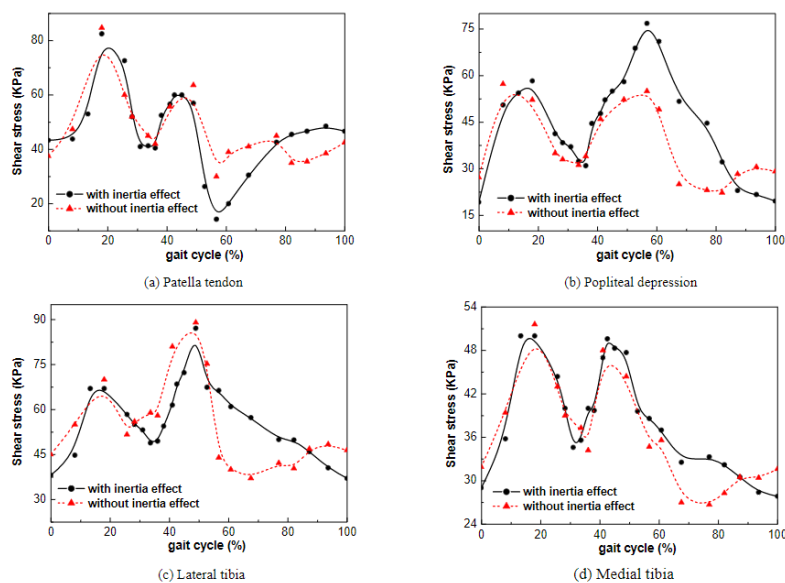 80
60
40
20
0
20
40
60
80
100
Shear stress (KPa)
with inertia effect
without inertia effect
gait cycle (%)
(a) Patella tendon
75
60
45
30
15
0
20
40
60
80
100
Shear stress (KPa)
with inertia effect
without inertia effect
gait cycle (%)
(b) Popliteal depression
90
75
60
45
30
0
20
40
60
80
100
Shear stress (KPa)
with inertia effect
without inertia effect
gait cycle (%)
(c) Lateral tibia
54
48
42
36
30
24
0
20
40
60
80
100
Shear stress (KPa)
with inertia effect
without inertia effect
gait cycle (%)
(d) Medial tibia